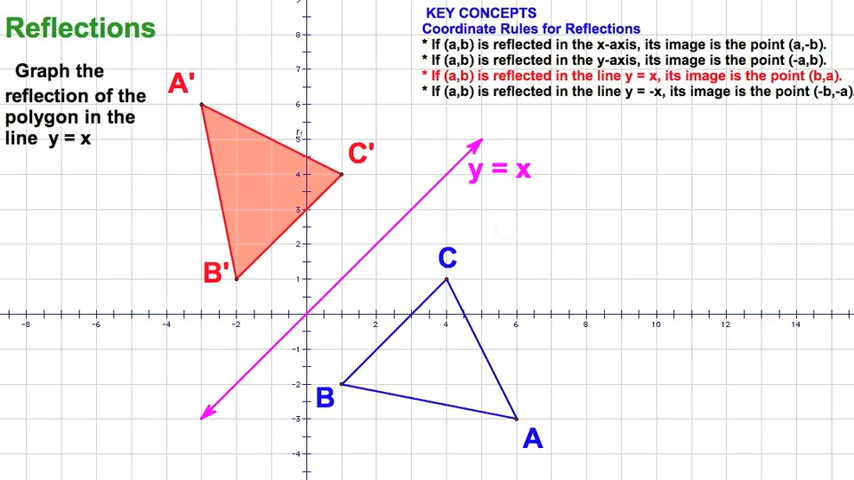 Reflections
KEY CONCEPTS
Coordinate Rules for Reflections
* If (a,b) is reflected in the x-axis, its image is the point (a,-b).
* If (a,b) is reflected in the y-axis, its image is the point (-a,b).
* If (a,b) is reflected in the line y = x, its image is the point (b,a).
* If (a,b) is reflected in the line y = -x, its image is the point (-b,-a)
Graph the
reflection of the
polygon in the
line y = x
A'
C'
B'
y = x
C
B
A
8
6
5
4
3
2
1
-8
-6
-4
-2
2
4
6
8
10
12
14
-1
-2
-3
-4